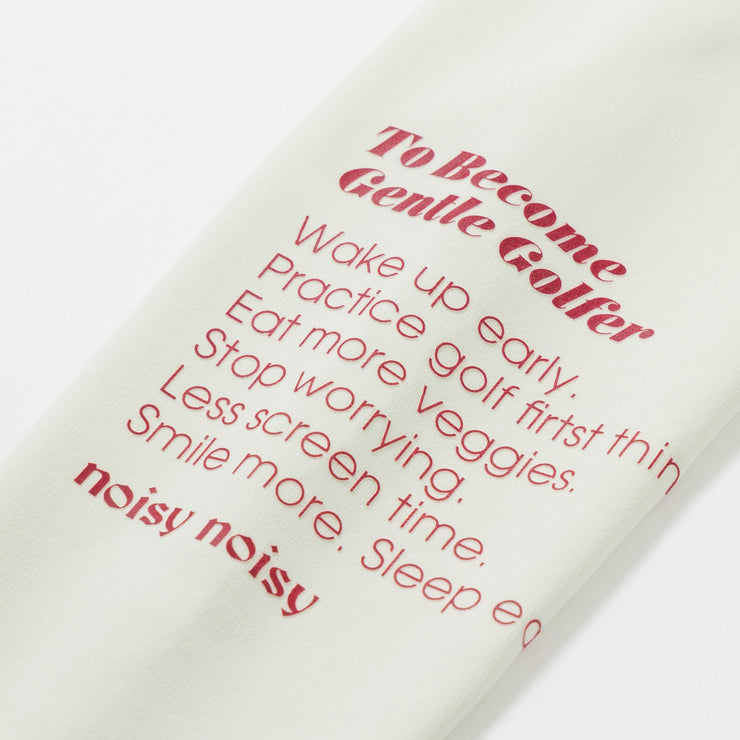 To Become
Gentle Golfer
Wake up early.
Practice golf firtst thin
Eat more veggies.
Stop worrying.
Less screen time.
Smile more. Sleep e
noisy noisy